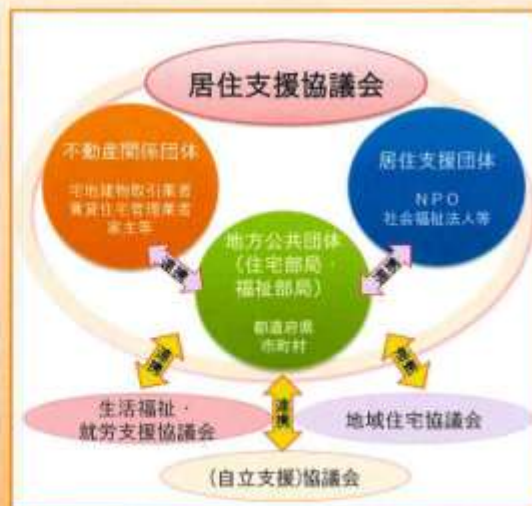 居住支援協議会
不動産関係団体
宅地建物取引業者
賃貸住宅管理業者
家主等
居住支援団体
NPO
社会福祉法人等
地方公共団体
(住宅部局・
福祉部局)
都道府県
市町村
連携
連携
連携
連携
連携
生活福祉・
就労支援協議会
地域住宅協議会
(自立支援)協議会